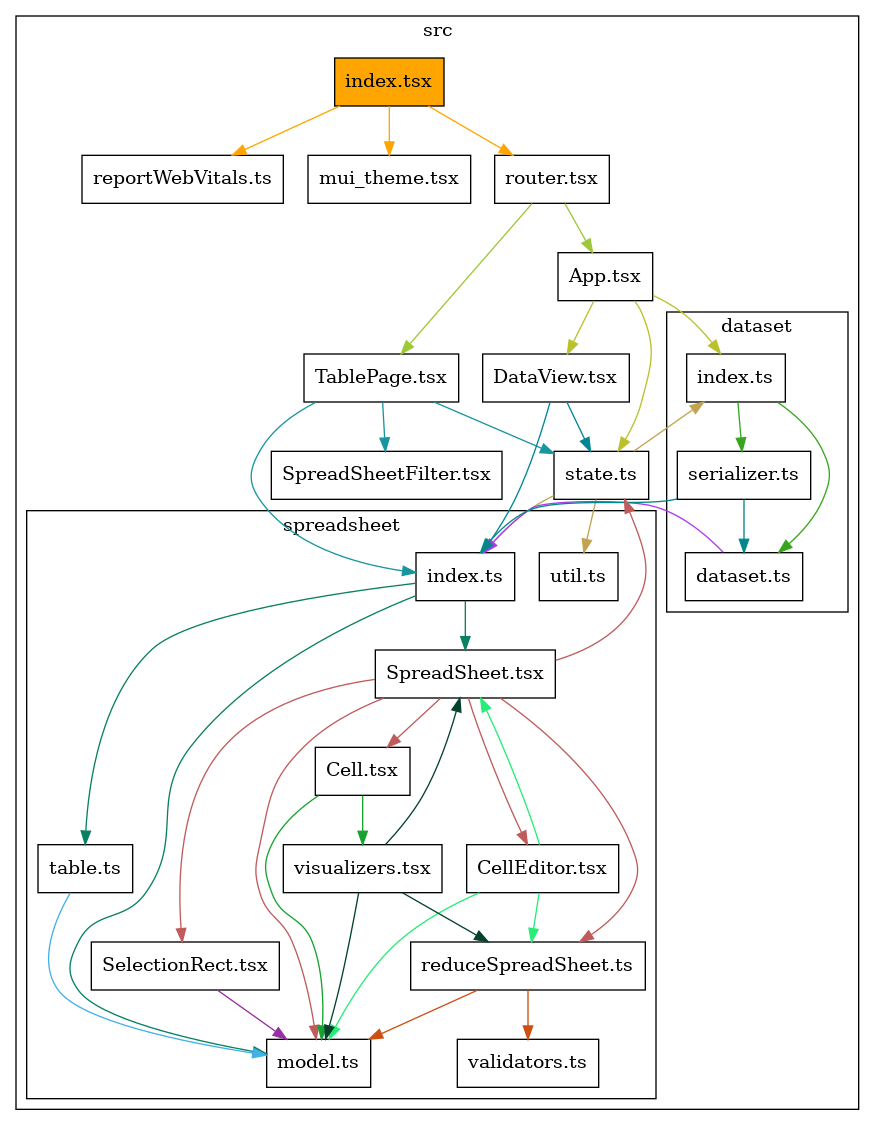 src
index.tsx
reportWebVitals.ts
mui_theme.tsx
router.tsx
App.tsx
dataset
TablePage.tsx
DataView.tsx
index.ts
SpreadSheetFilter.tsx
state.ts
serializer.ts
spreadsheet
index.ts
util.ts
dataset.ts
SpreadSheet.tsx
Cell.tsx
table.ts
visualizers.tsx
CellEditor.tsx
SelectionRect.tsx
reduceSpreadSheet.ts
model.ts
validators.ts